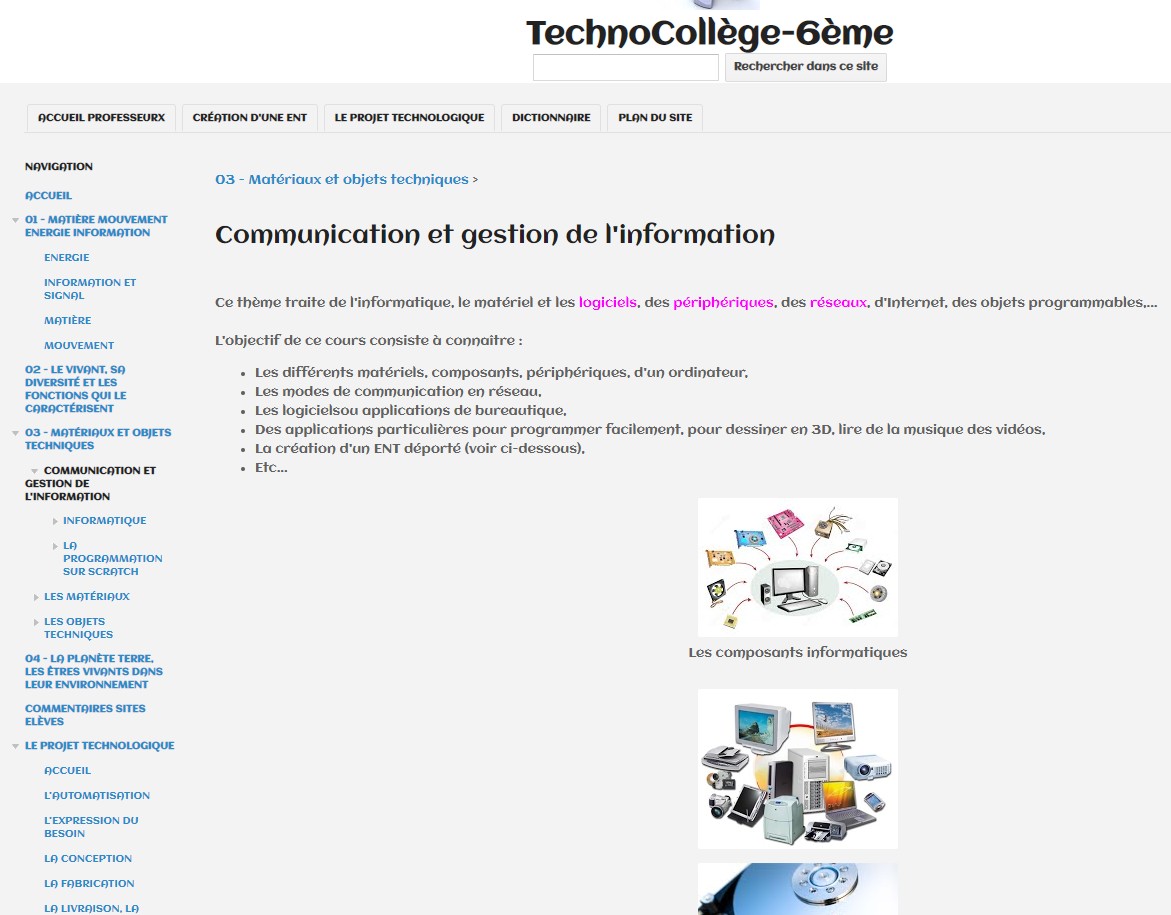 TechnoCollège-6ème
Rechercher dans ce site
ACCUEIL PROFESSEURX
CRÉATION D'UNE ENT
LE PROJET TECHNOLOGIQUE
DICTIONNAIRE
PLAN DU SITE
NAVIGATION
ACCUEIL
01 - MATIÈRE MOUVEMENT
ENERGIE INFORMATION
ENERGIE
INFORMATION ET
SIGNAL
MATIÈRE
MOUVEMENT
02 - LE VIVANT, SA
DIVERSITÉ ET LES
FONCTIONS QUI LE
CARACTÉRISENT
03 - MATÉRIAUX ET OBJETS
TECHNIQUES
COMMUNICATION ET
GESTION DE
L'INFORMATION
INFORMATIQUE
LA
PROGRAMMATION
SUR SCRATCH
LES MATÉRIAUX
LES OBJETS
TECHNIQUES
04 - LA PLANÈTE TERRE,
LES ÊTRES VIVANTS DANS
LEUR ENVIRONNEMENT
COMMENTAIRES SITES
ELÈVES
LE PROJET TECHNOLOGIQUE
ACCUEIL
L'AUTOMATISATION
L'EXPRESSION DU
BESOIN
LA CONCEPTION
LA FABRICATION
LA LIVRAISON, LA
03 - Matériaux et objets techniques >
Communication et gestion de l'information
Ce thème traite de l'informatique, le matériel et les logiciels, des périphériques, des réseaux, d'Internet, des objets programmables,...
L'objectif de ce cours consiste à connaitre :
• Les différents matériels, composants, périphériques, d'un ordinateur,
• Les modes de communication en réseau,
• Les logicielsou applications de bureautique,
• Des applications particulières pour programmer facilement, pour dessiner en 3D, lire de la musique des vidéos,
• La création d'un ENT déporté (voir ci-dessous),
• Etc...
Les composants informatiques